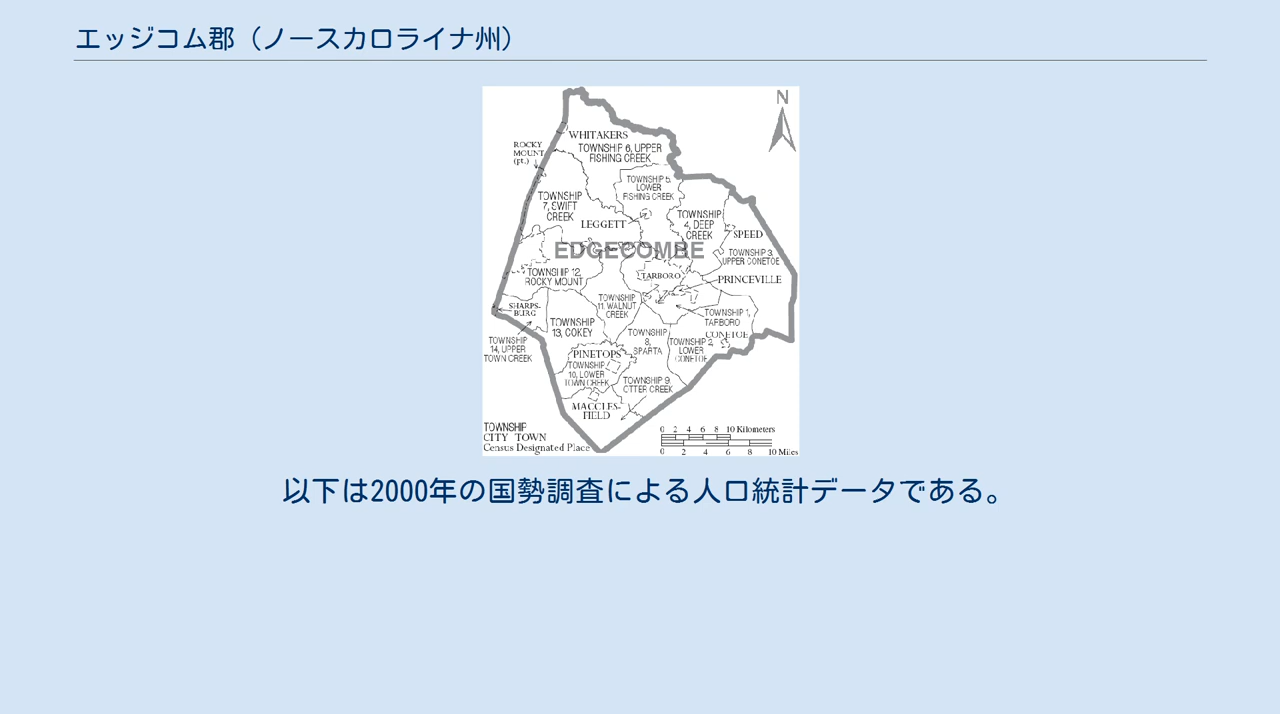 エッジコム郡（ノースカロライナ州）
N
WHITAKERS
ROCKY
MOUNT
(pt.)
TOWNSHIP 6, UPPER
FISHING CREEK
TOWNSHIP 5,
LOWER
FISHING CREEK
TOWNSHIP
7, SWIFT
CREEK
LEGGETT
TOWNSHIP
4, DEEP
CREEK
SPEED
EDGECOMBE
TOWNSHIP 3,
UPPER CONETOE
TOWNSHIP 12,
ROCKY MOUNT
TARBORO
PRINCEVILLE
SHARPS-
BURG
TOWNSHIP
11, WALNUT
CREEK
TOWNSHIP 1,
TARBORO
TOWNSHIP
13, COKEY
TOWNSHIP
8,
SPARTA
CONETOE
TOWNSHIP 2,
LOWER
CONETOE
TOWNSHIP
14, UPPER
TOWN CREEK
PINETOPS
TOWNSHIP
10, LOWER
TOWN CREEK
TOWNSHIP 9,
OTTER CREEK
MACCLES-
FIELD
TOWNSHIP
CITY TOWN
Census Designated Place
0 2 4 6 8 10 Kilometers
0 2 4 6 8 10 Miles
以下は2000年の国勢調査による人口統計データである。